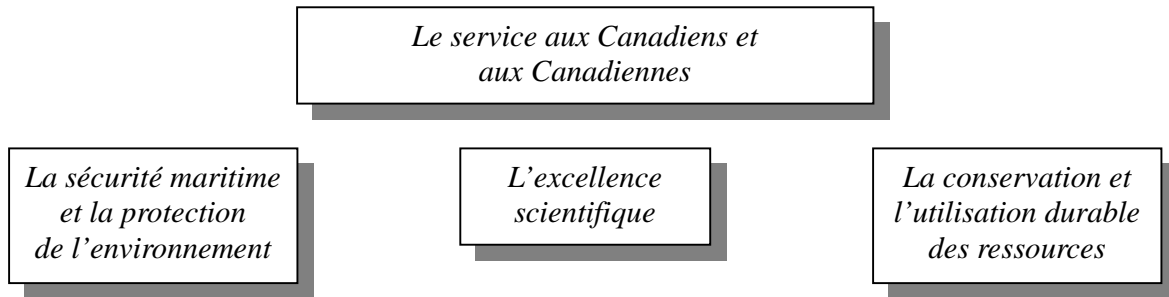 Le service aux Canadiens et
aux Canadiennes
La sécurité maritime
et la protection
de l’environnement
L’excellence
scientifique
La conservation et
l’utilisation durable
des ressources